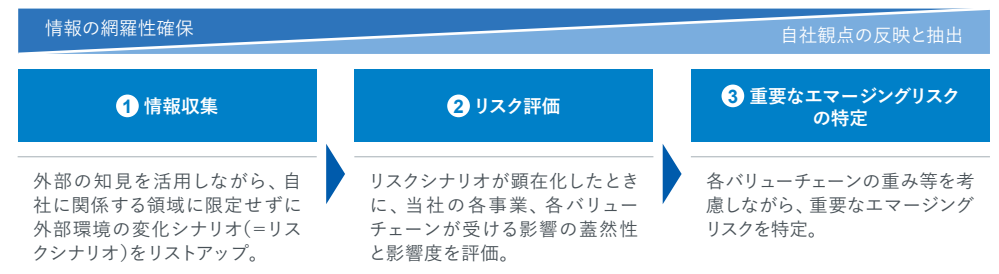 情報の網羅性確保
自社観点の反映と抽出
1 情報収集
外部の知見を活用しながら、自
社に関係する領域に限定せずに
外部環境の変化シナリオ(=リス
クシナリオ)をリストアップ。
2 リスク評価
リスクシナリオが顕在化したとき
に、当社の各事業、各バリュー
チェーンが受ける影響の蓋然性
と影響度を評価。
3 重要なエマージングリスク
の特定
各バリューチェーンの重み等を考
慮しながら、重要なエマージング
リスクを特定。